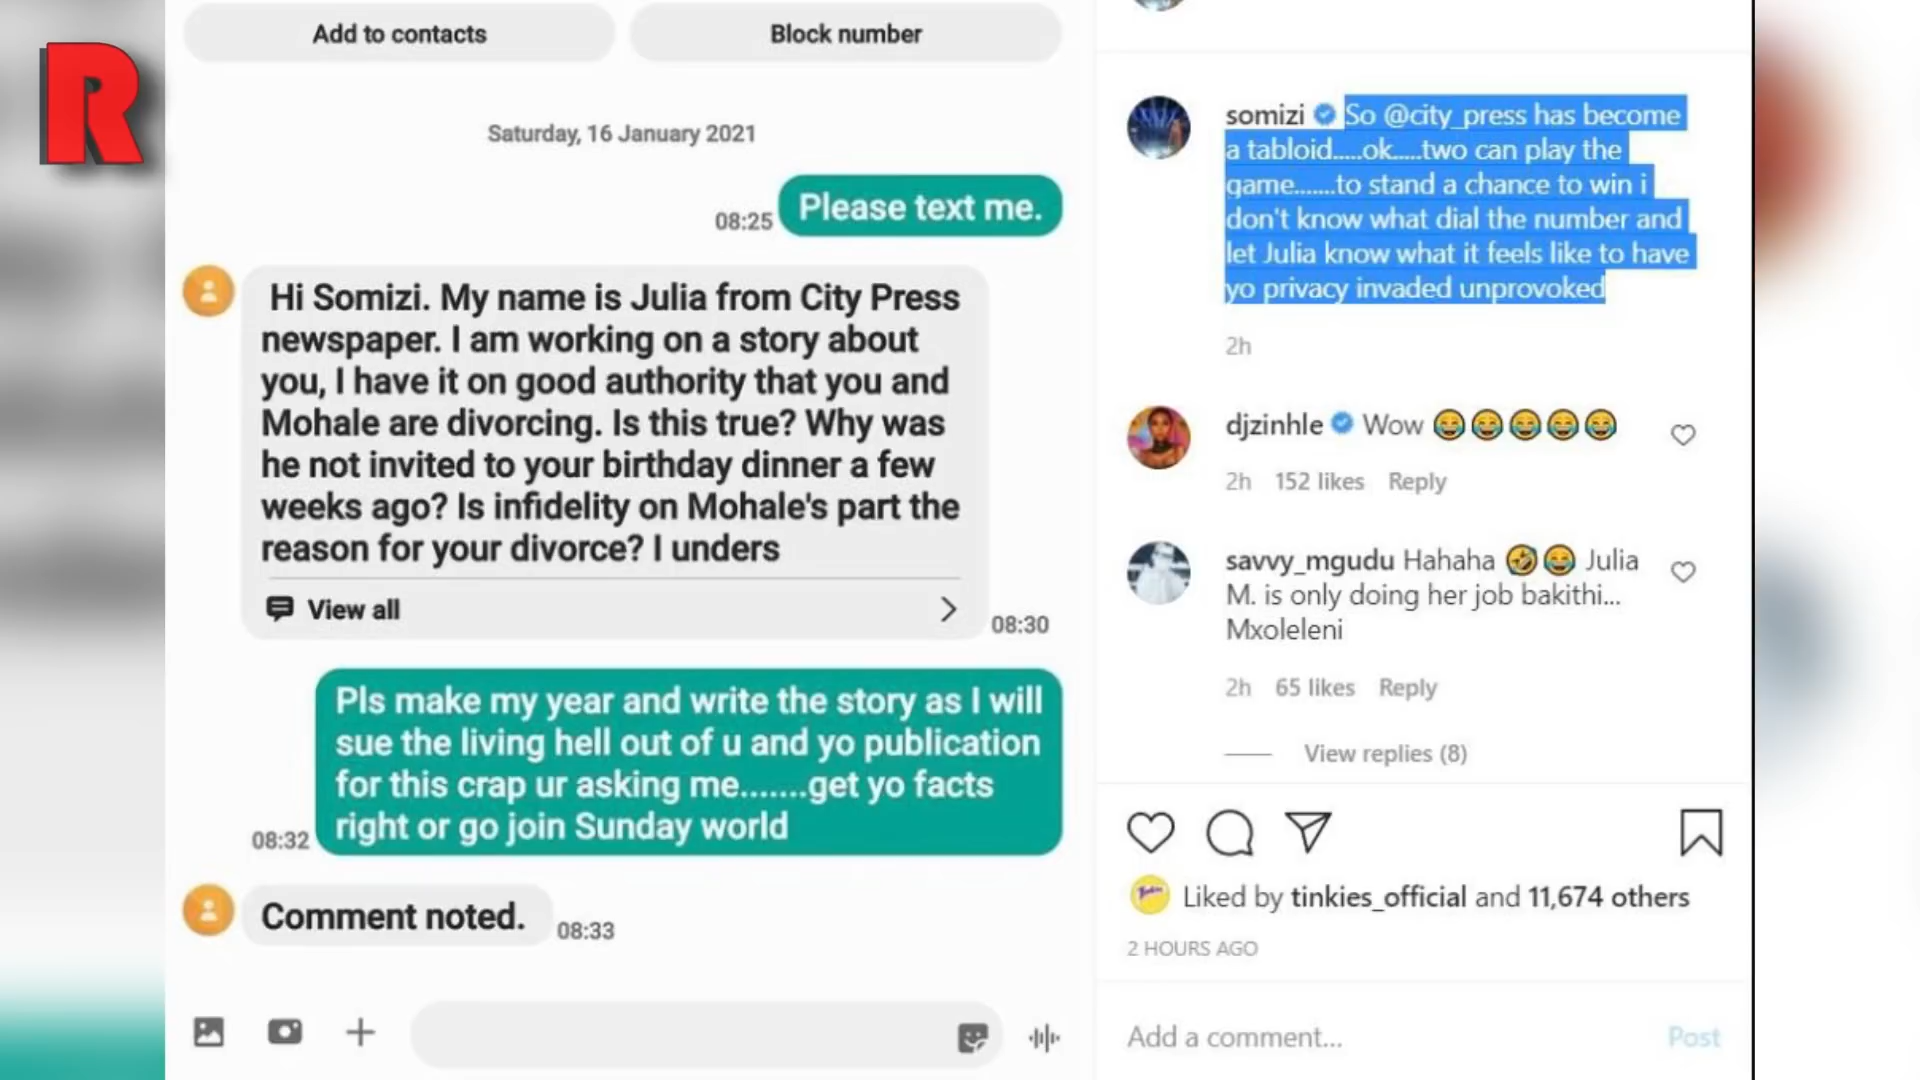 R
Add to contacts
Block number
Saturday, 16 January 2021
Please text me.
08:25
Hi Somizi. My name is Julia from City Press
newspaper. I am working on a story about
you, I have it on good authority that you and
Mohale are divorcing. Is this true? Why was
he not invited to your birthday dinner a few
weeks ago? Is infidelity on Mohale's part the
reason for your divorce? I unders
View all
08:30
Pls make my year and write the story as I will
sue the living hell out of u and yo publication
for this crap ur asking me.......get yo facts
right or go join Sunday world
08:32
Comment noted.
08:33
somizi So @city_press has become
a tabloid.....ok.....two can play the
game.......to stand a chance to win i
don't know what dial the number and
let Julia know what it feels like to have
yo privacy invaded unprovoked
2h
djzinhle Wow 😂😂😂😂😂
2h 152 likes Reply
savvy_mgudu Hahaha 🤣😂 Julia
M. is only doing her job bakithi...
Mxoleleni
2h 65 likes Reply
View replies (8)
Liked by tinkies_official and 11,674 others
2 HOURS AGO
Add a comment...
Post